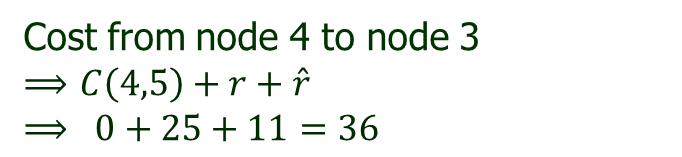 Cost from node 4 to node 3
⟹ C(4,5) + r + r̂
⟹ 0 + 25 + 11 = 36